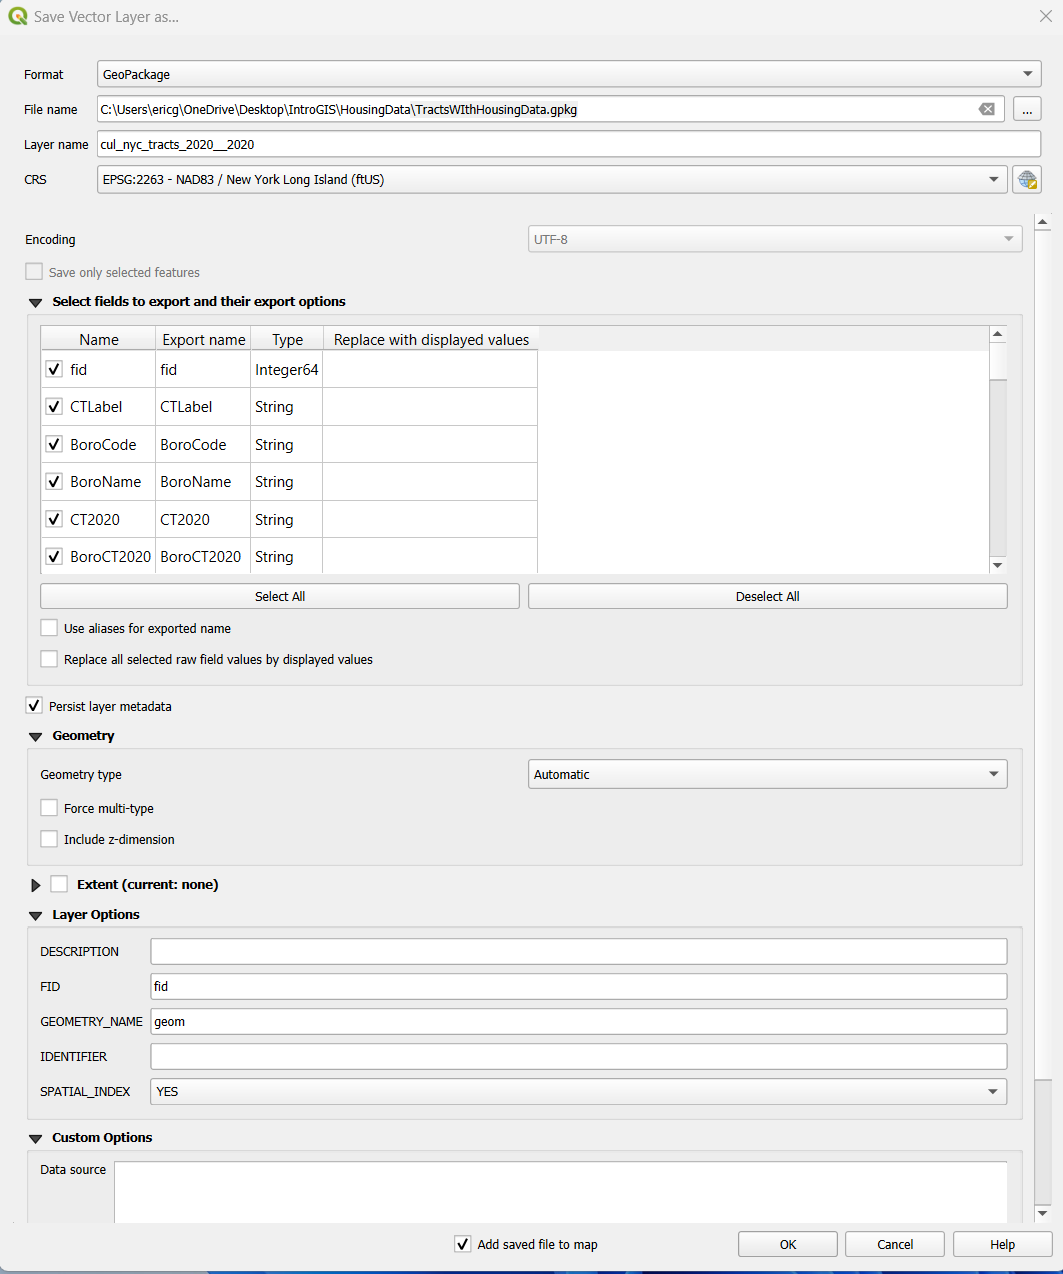 Save Vector Layer as...
Format GeoPackage
File name C:\Users\ericg\OneDrive\Desktop\IntroGIS\HousingData\TractsWIthHousingData.gpkg ...
Layer name cul_nyc_tracts_2020__2020
CRS EPSG:2263 - NAD83 / New York Long Island (ftUS)
Encoding UTF-8
Save only selected features
Select fields to export and their export options
Name Export name Type Replace with displayed values
fid fid Integer64
CTLabel CTLabel String
BoroCode BoroCode String
BoroName BoroName String
CT2020 CT2020 String
BoroCT2020 BoroCT2020 String
Select All Deselect All
Use aliases for exported name
Replace all selected raw field values by displayed values
Persist layer metadata
Geometry
Geometry type Automatic
Force multi-type
Include z-dimension
Extent (current: none)
Layer Options
DESCRIPTION
FID fid
GEOMETRY_NAME geom
IDENTIFIER
SPATIAL_INDEX YES
Custom Options
Data source
Add saved file to map OK Cancel Help